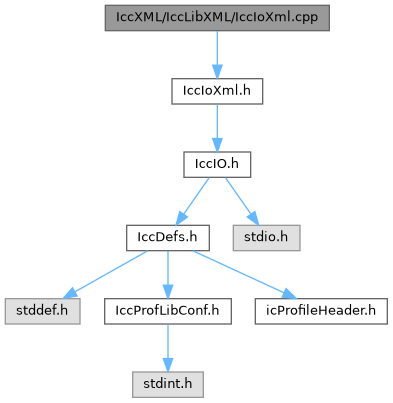 IccXML/IccLibXML/IccIoXml.cpp
IccIoXml.h
IccIO.h
IccDefs.h
stdio.h
stddef.h
IccProfLibConf.h
icProfileHeader.h
stdint.h